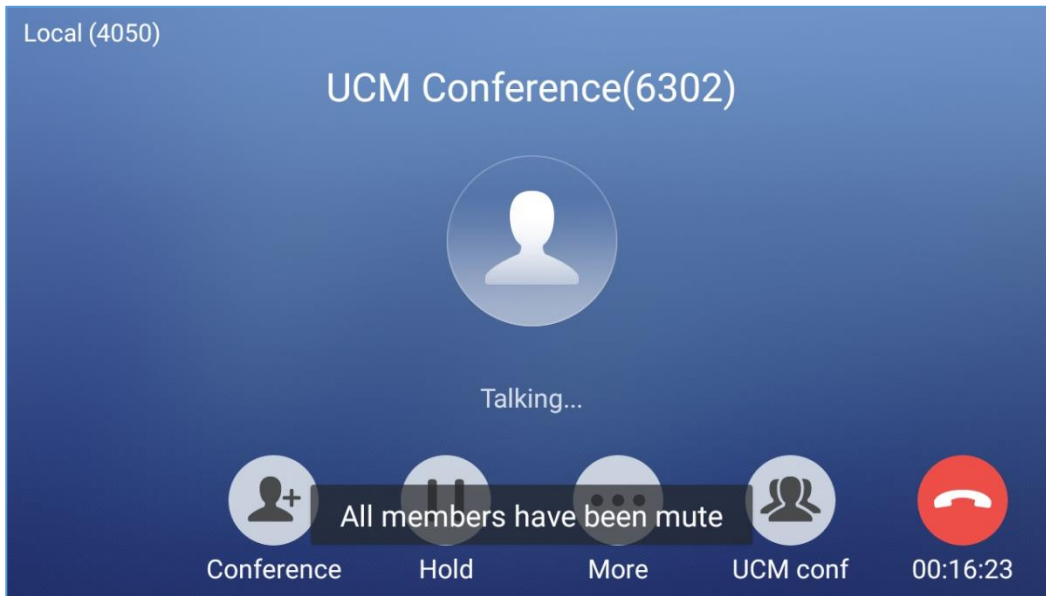 Local (4050)
UCM Conference(6302)
Talking...
All members have been mute
Conference
Hold
More
UCM conf
00:16:23